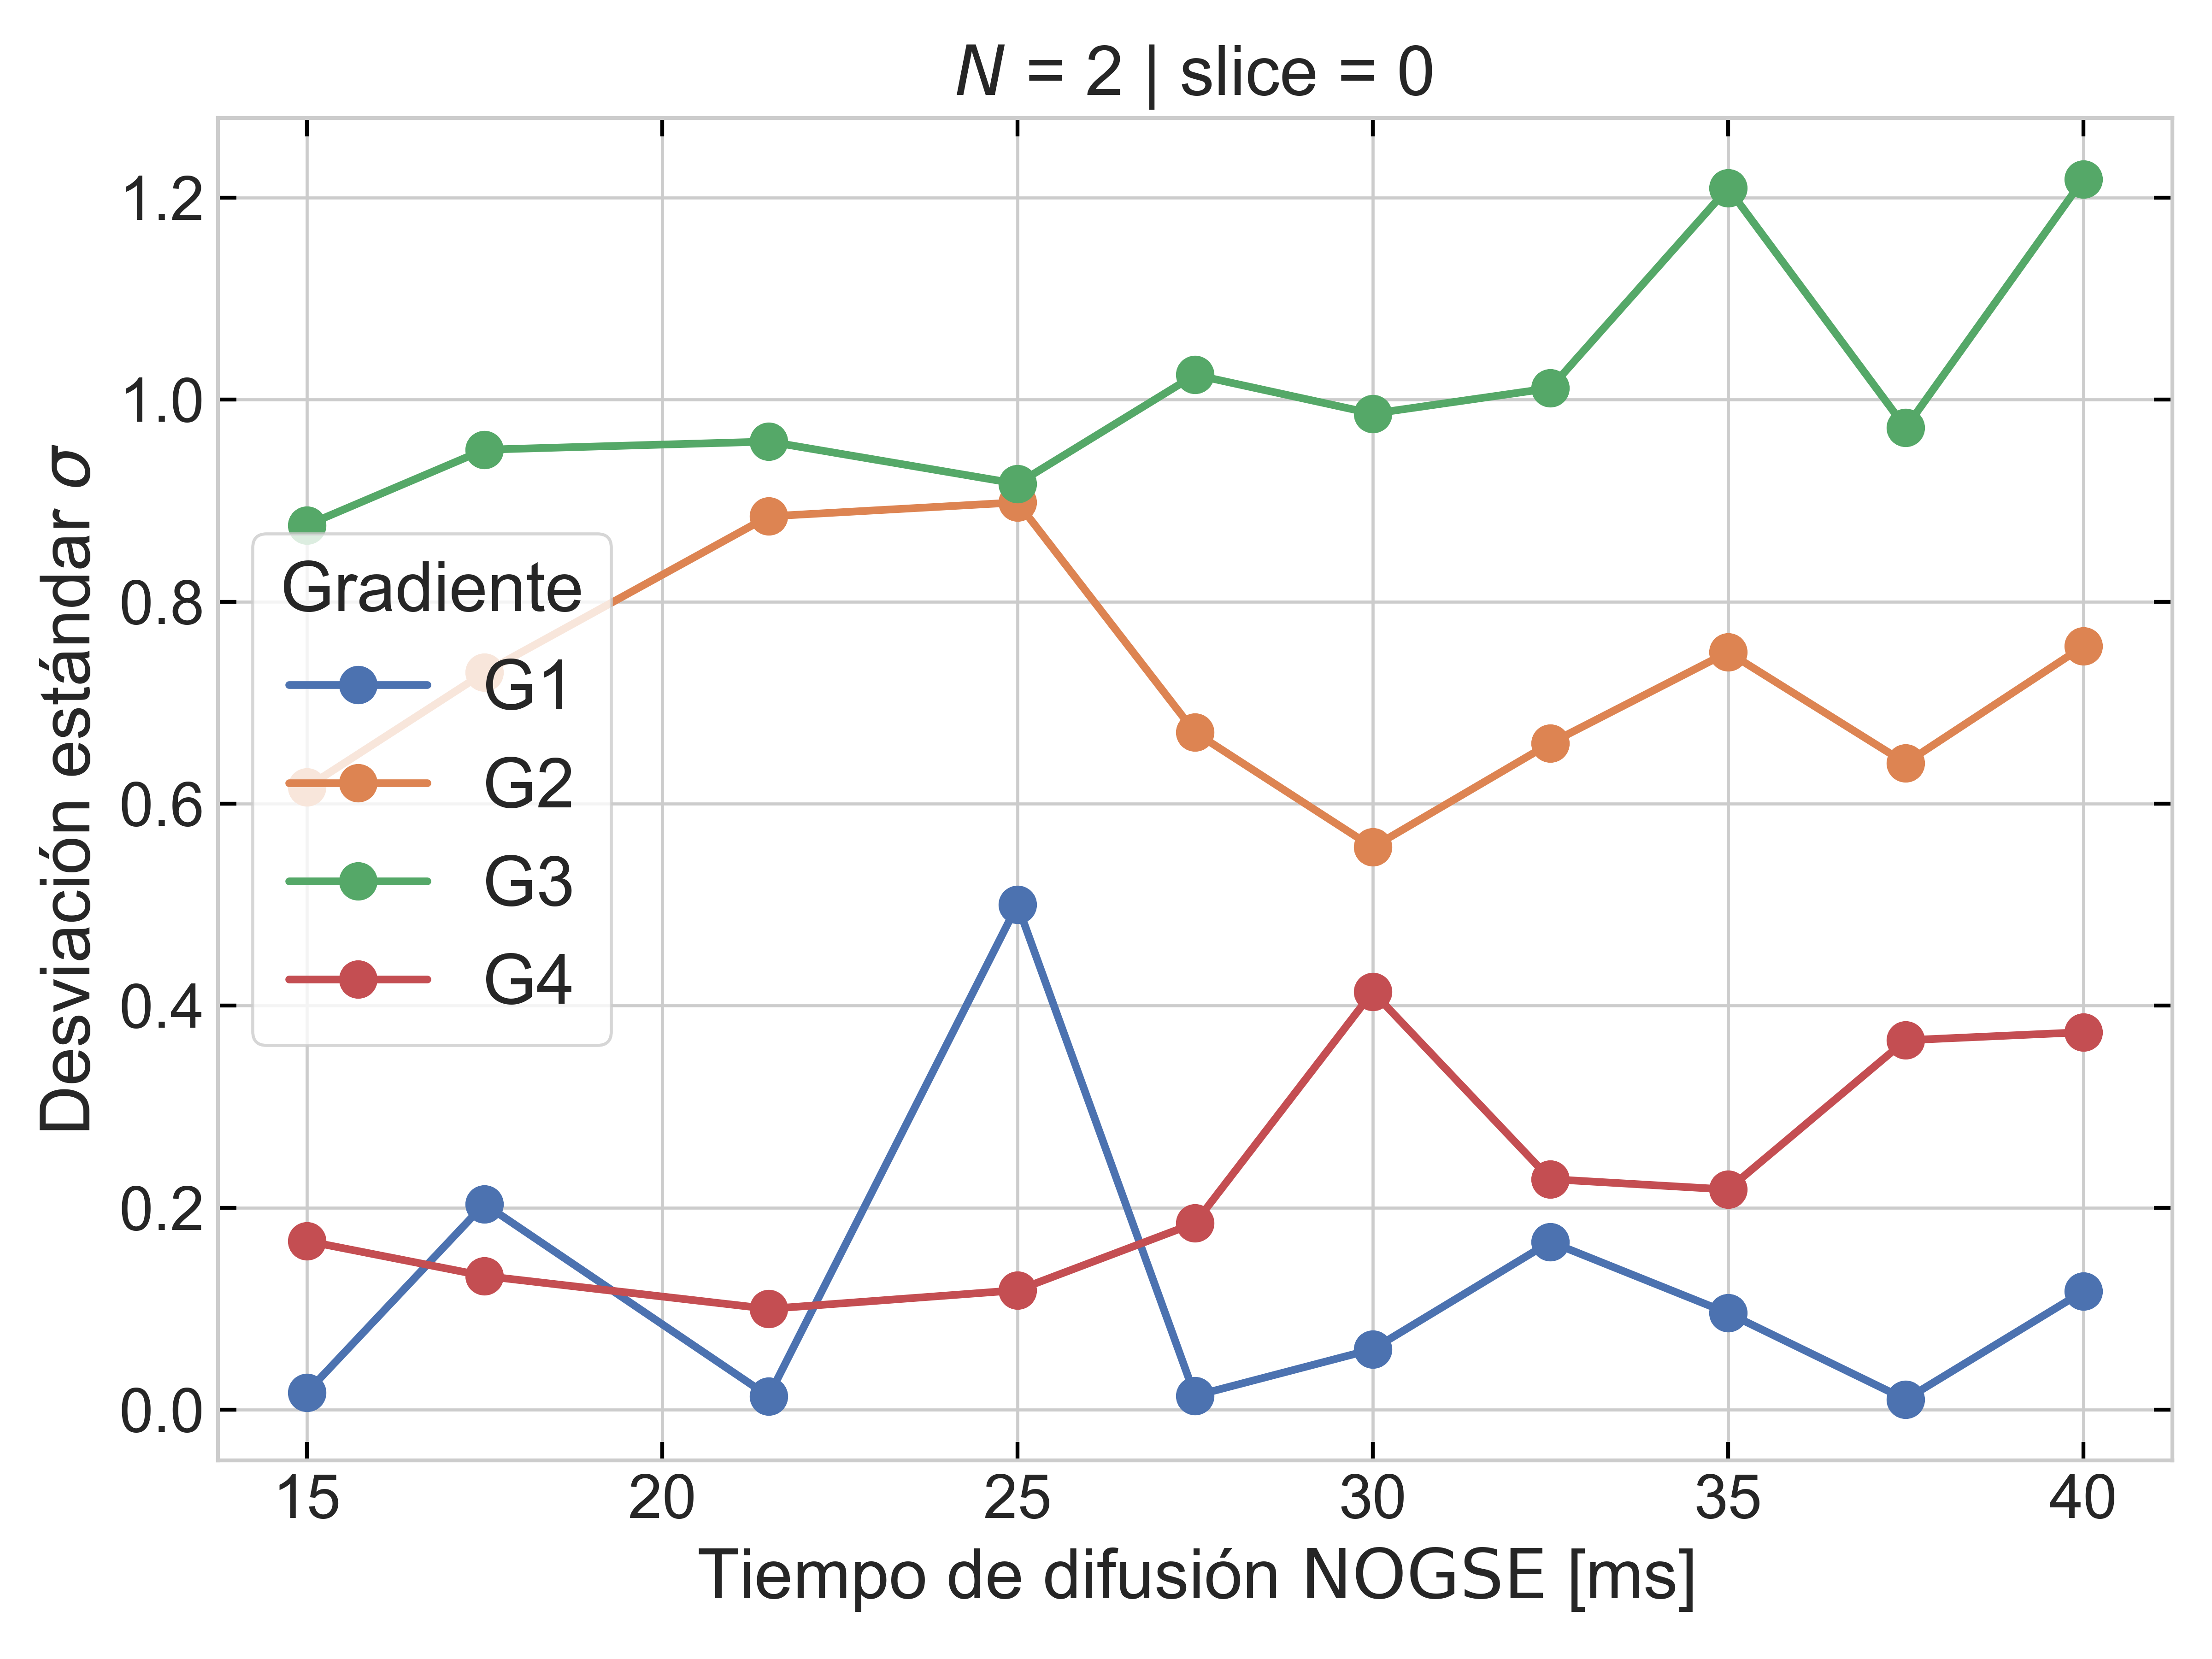 N = 2 | slice = 0
Desviación estándar σ
1.2
1.0
0.8
0.6
0.4
0.2
0.0
Gradiente
G1
G2
G3
G4
15 20 25 30 35 40
Tiempo de difusión NOGSE [ms]